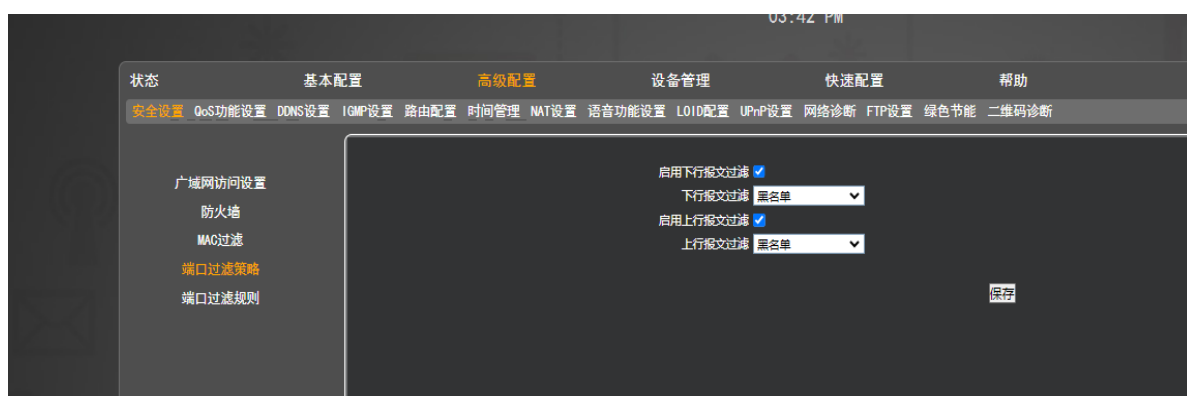 03:42 PM
状态 基本配置 高级配置 设备管理 快速配置 帮助
安全设置 QoS功能设置 DDNS设置 IGMP设置 路由配置 时间管理 NAT设置 语音功能设置 LOID配置 UPnP设置 网络诊断 FTP设置 绿色节能 二维码诊断
广域网访问设置
防火墙
MAC过滤
端口过滤策略
端口过滤规则
启用下行报文过滤
下行报文过滤 黑名单
启用上行报文过滤
上行报文过滤 黑名单
保存